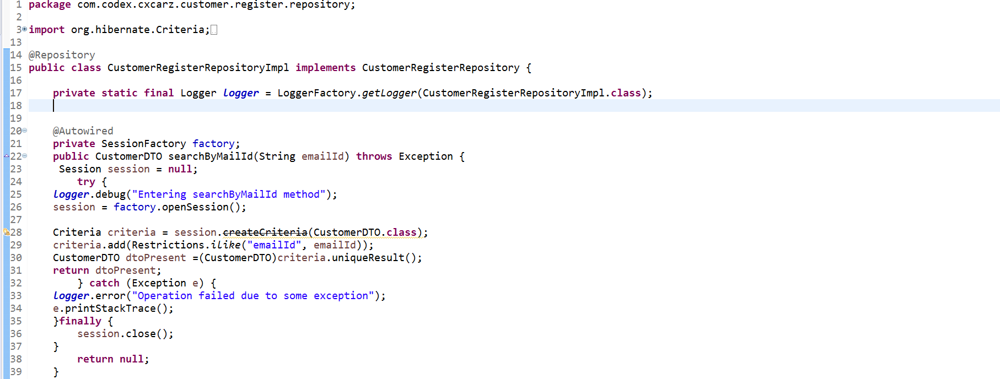 1 package com.codex.cxcarz.customer.register.repository;
2
3 import org.hibernate.Criteria;
13
14 @Repository
15 public class CustomerRegisterRepositoryImpl implements CustomerRegisterRepository {
16
17 private static final Logger logger = LoggerFactory.getLogger(CustomerRegisterRepositoryImpl.class);
18
19
20 @Autowired
21 private SessionFactory factory;
22 public CustomerDTO searchByMailId(String emailId) throws Exception {
23 Session session = null;
24 try {
25 logger.debug("Entering searchByMailId method");
26 session = factory.openSession();
27
28 Criteria criteria = session.createCriteria(CustomerDTO.class);
29 criteria.add(Restrictions.ilike("emailId", emailId));
30 CustomerDTO dtoPresent =(CustomerDTO)criteria.uniqueResult();
31 return dtoPresent;
32 } catch (Exception e) {
33 logger.error("Operation failed due to some exception");
34 e.printStackTrace();
35 }finally {
36 session.close();
37 }
38 return null;
39 }